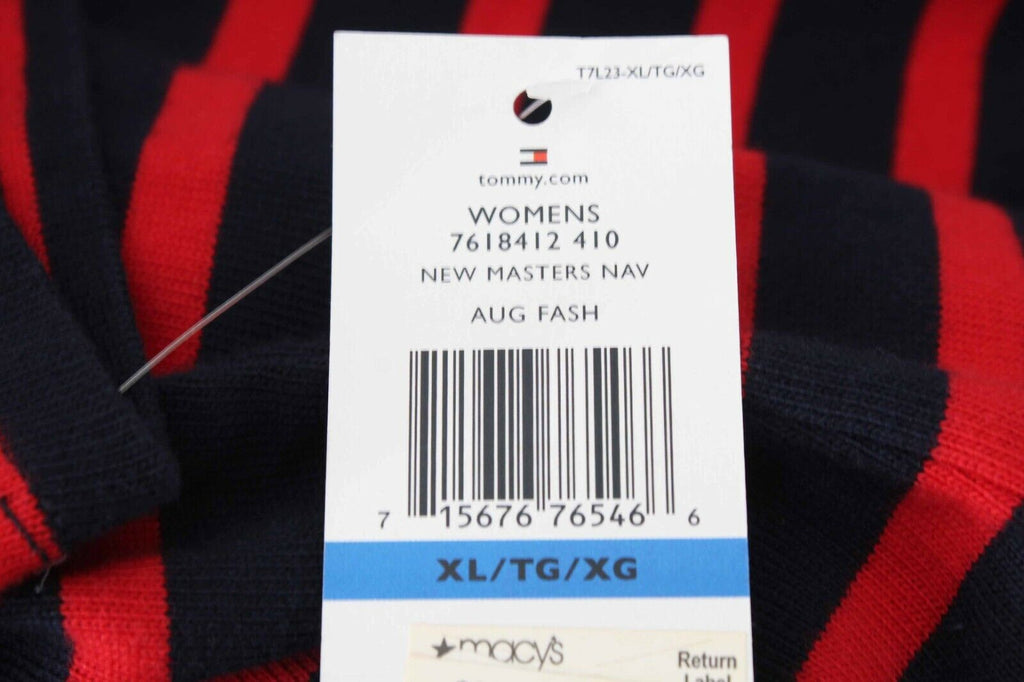 T7L23-XL/TG/XG
tommy.com
WOMENS
7618412 410
NEW MASTERS NAV
AUG FASH
7 15676 76546 6
XL/TG/XG
macy's
Return
Label